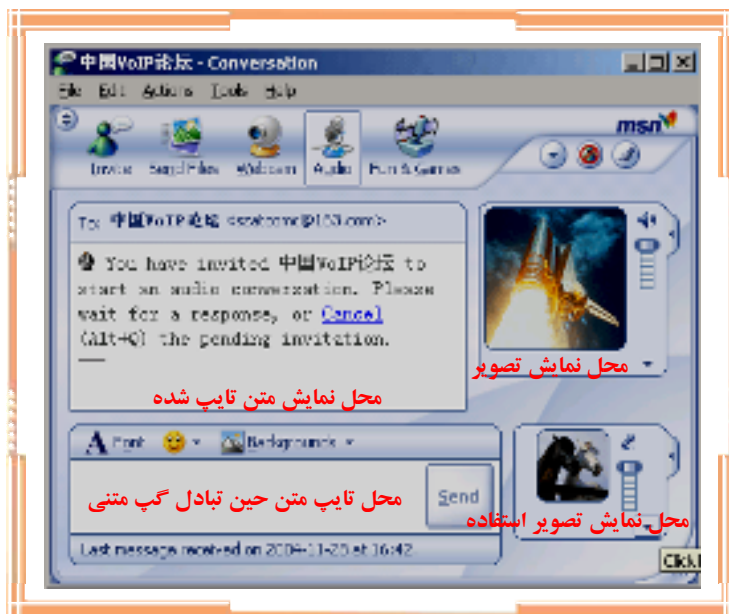 中国VoIP论坛 - Conversation
File Edit Actions Tools Help
msn
Invite Send Files Webcam Audio Fun & Games
To: 中国VoIP论坛
You have invited 中国VoIP论坛 to
start an audio conversation. Please
wait for a response, or Cancel
(Alt+Q) the pending invitation.
محل نمایش تصویر
محل نمایش متن تایپ شده
A Font Backgrounds
محل تایپ متن حین تبادل گپ متنی
Send
محل نمایش تصویر استفاده
Last message received on 2004-11-25 at 16:42
Click